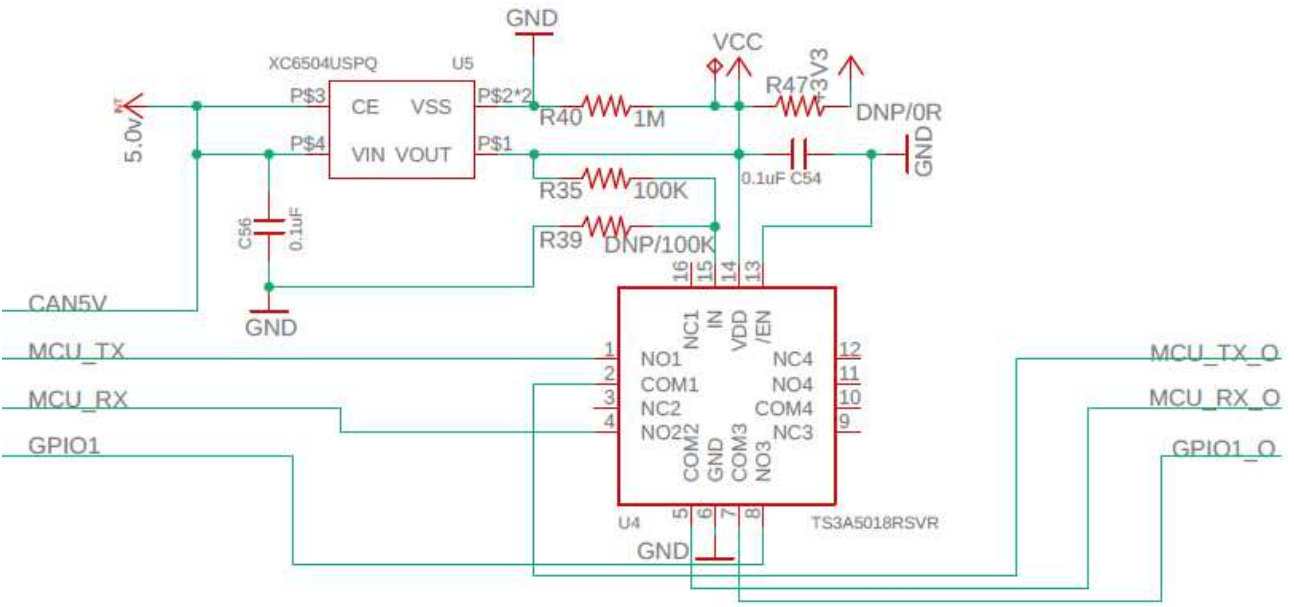 GND
VCC
XC6504USPQ
U5
+3V3
R47
P$3
CE
VSS
P$2*2
R40
1M
DNP/0R
5.0v
P$4
VIN
VOUT
P$1
GND
R35
100K
0.1uF
C54
C56
0.1uF
R39
DNP/100K
16
15
14
13
CAN5V
GND
NC1
IN
VDD
/EN
MCU_TX
1
NO1
NC4
12
MCU_TX_O
2
COM1
NO4
11
MCU_RX
3
NC2
COM4
10
MCU_RX_O
4
NO2
NC3
9
GPIO1
COM2
GND
COM3
NO3
GPIO1_O
5
6
7
8
U4
TS3A5018RSVR
GND